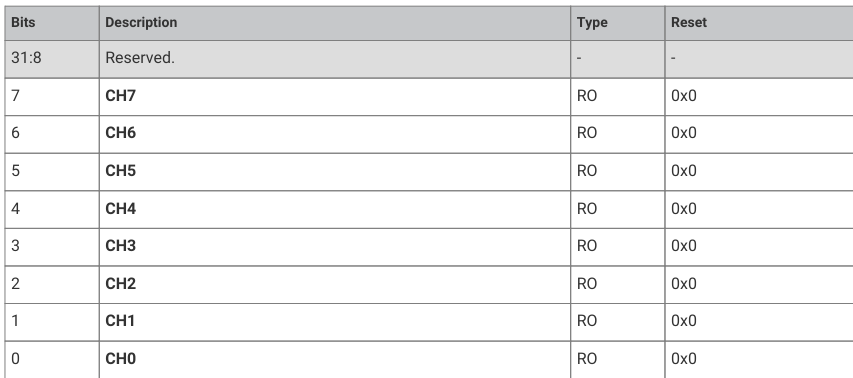 Bits Description Type Reset
31:8 Reserved. - -
7 CH7 RO 0x0
6 CH6 RO 0x0
5 CH5 RO 0x0
4 CH4 RO 0x0
3 CH3 RO 0x0
2 CH2 RO 0x0
1 CH1 RO 0x0
0 CH0 RO 0x0